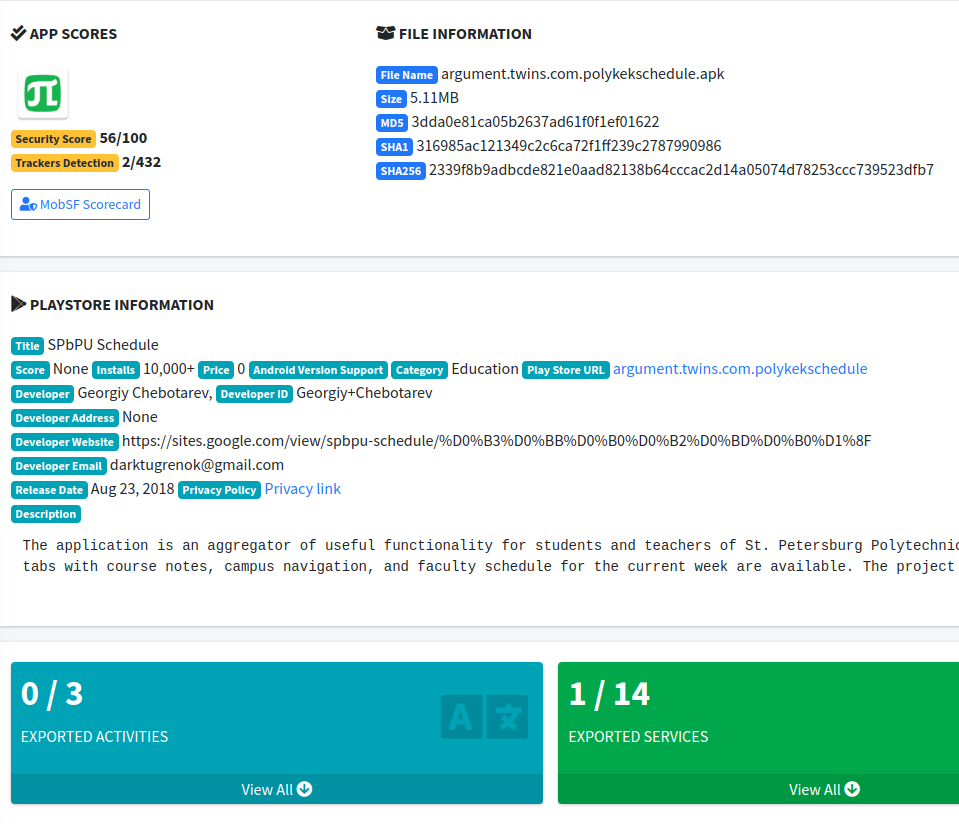 APP SCORES
Security Score 56/100
Trackers Detection 2/432
MobSF Scorecard
FILE INFORMATION
File Name argument.twins.com.polykekschedule.apk
Size 5.11MB
MD5 3dda0e81ca05b2637ad61f0f1ef01622
SHA1 316985ac121349c2c6ca72f1ff239c2787990986
SHA256 2339f8b9adbcde821e0aad82138b64cccac2d14a05074d78253ccc739523dfb7
PLAYSTORE INFORMATION
Title SPbPU Schedule
Score None Installs 10,000+ Price 0 Android Version Support Category Education Play Store URL argument.twins.com.polykekschedule
Developer Georgiy Chebotarev, Developer ID Georgiy+Chebotarev
Developer Address None
Developer Website https://sites.google.com/view/spbpu-schedule/%D0%B3%D0%BB%D0%B0%D0%B2%D0%BD%D0%B0%D1%8F
Developer Email darktugrenok@gmail.com
Release Date Aug 23, 2018 Privacy Policy Privacy link
Description
The application is an aggregator of useful functionality for students and teachers of St. Petersburg Polytechnic
tabs with course notes, campus navigation, and faculty schedule for the current week are available. The project
0 / 3
EXPORTED ACTIVITIES
A 文
View All
1 / 14
EXPORTED SERVICES
View All